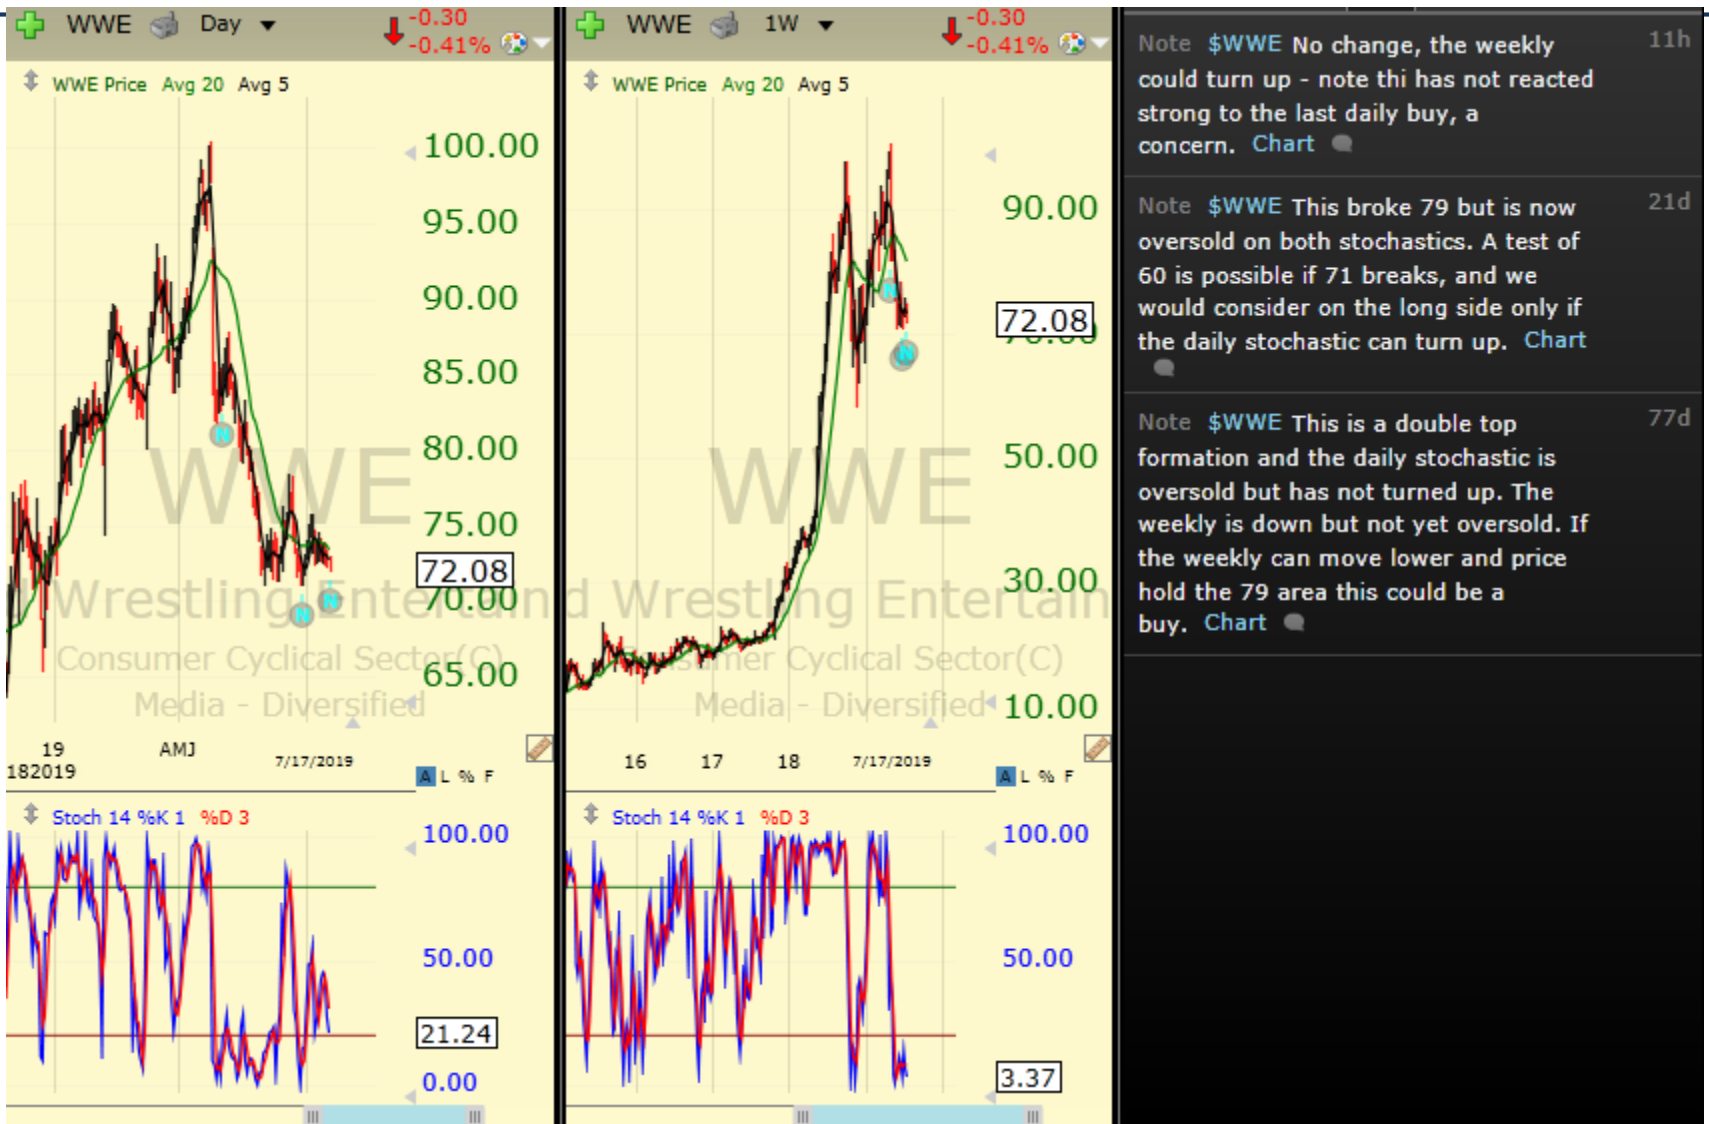 WWE Day
-0.30
-0.41%
WWE Price Avg 20 Avg 5
100.00
95.00
90.00
85.00
80.00
75.00
72.08
70.00
65.00
WWE
Wrestling Entertain
Consumer Cyclical Sector(C)
Media - Diversified
N
N
N
19
AMJ
7/17/2019
182019
A L % F
Stoch 14 %K 1 %D 3
100.00
50.00
21.24
0.00
WWE 1W
-0.30
-0.41%
WWE Price Avg 20 Avg 5
90.00
72.08
70.00
50.00
30.00
10.00
WWE
d Wrestling Entertain
Consumer Cyclical Sector(C)
Media - Diversified
N
N
16 17 18 7/17/2019
A L % F
Stoch 14 %K 1 %D 3
100.00
50.00
3.37
Note $WWE No change, the weekly 11h
could turn up - note thi has not reacted
strong to the last daily buy, a
concern. Chart
Note $WWE This broke 79 but is now 21d
oversold on both stochastics. A test of
60 is possible if 71 breaks, and we
would consider on the long side only if
the daily stochastic can turn up. Chart
Note $WWE This is a double top 77d
formation and the daily stochastic is
oversold but has not turned up. The
weekly is down but not yet oversold. If
the weekly can move lower and price
hold the 79 area this could be a
buy. Chart